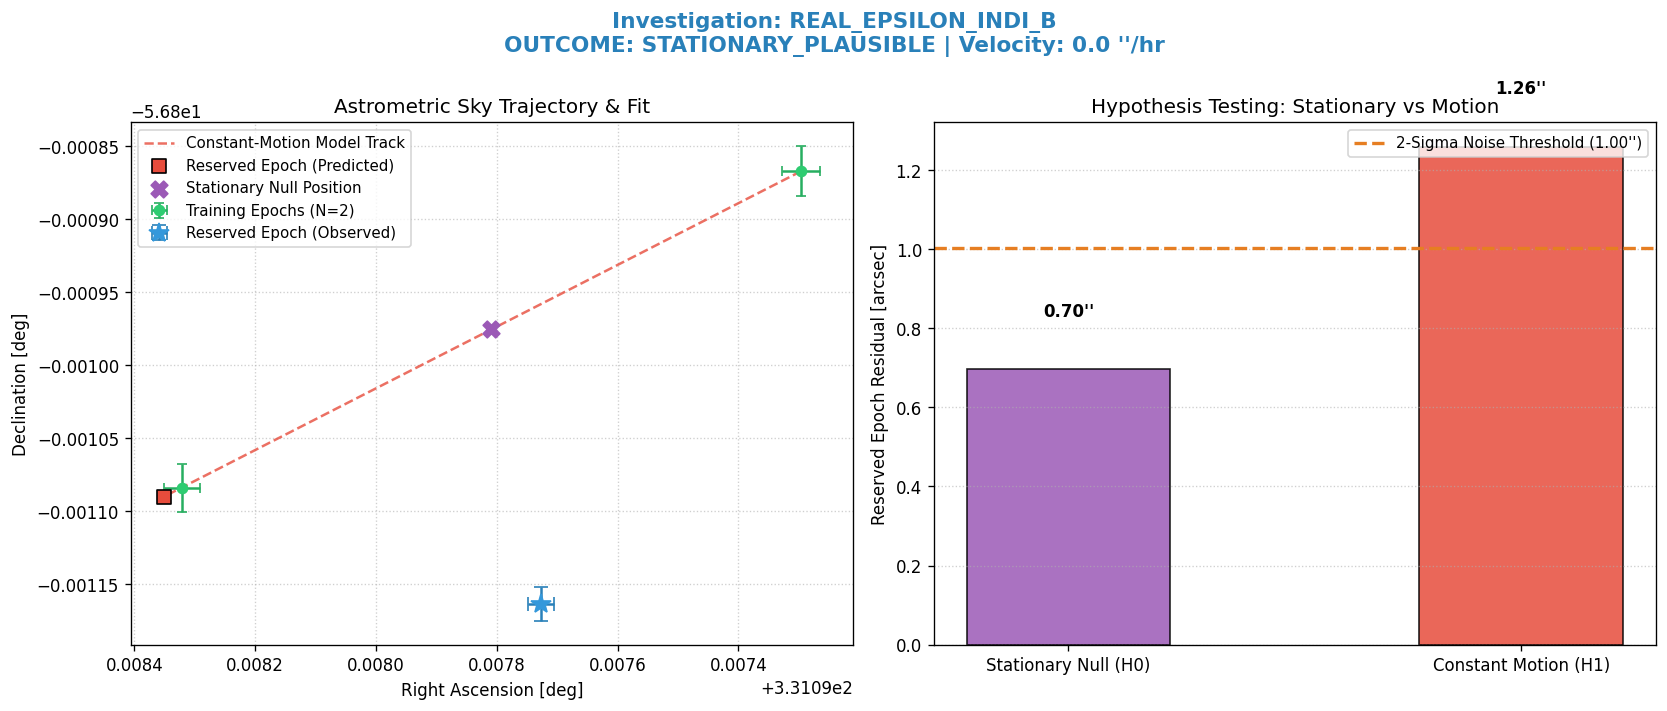 Investigation: REAL_EPSILON_INDI_B
OUTCOME: STATIONARY_PLAUSIBLE | Velocity: 0.0 ''/hr
Astrometric Sky Trajectory & Fit
−5.68e1
Constant-Motion Model Track
Reserved Epoch (Predicted)
Stationary Null Position
Training Epochs (N=2)
Reserved Epoch (Observed)
Declination [deg]
−0.00085
−0.00090
−0.00095
−0.00100
−0.00105
−0.00110
−0.00115
0.0084 0.0082 0.0080 0.0078 0.0076 0.0074
Right Ascension [deg]
+3.3109e2
Hypothesis Testing: Stationary vs Motion
2-Sigma Noise Threshold (1.00'')
1.26''
0.70''
Reserved Epoch Residual [arcsec]
1.2
1.0
0.8
0.6
0.4
0.2
0.0
Stationary Null (H0) Constant Motion (H1)